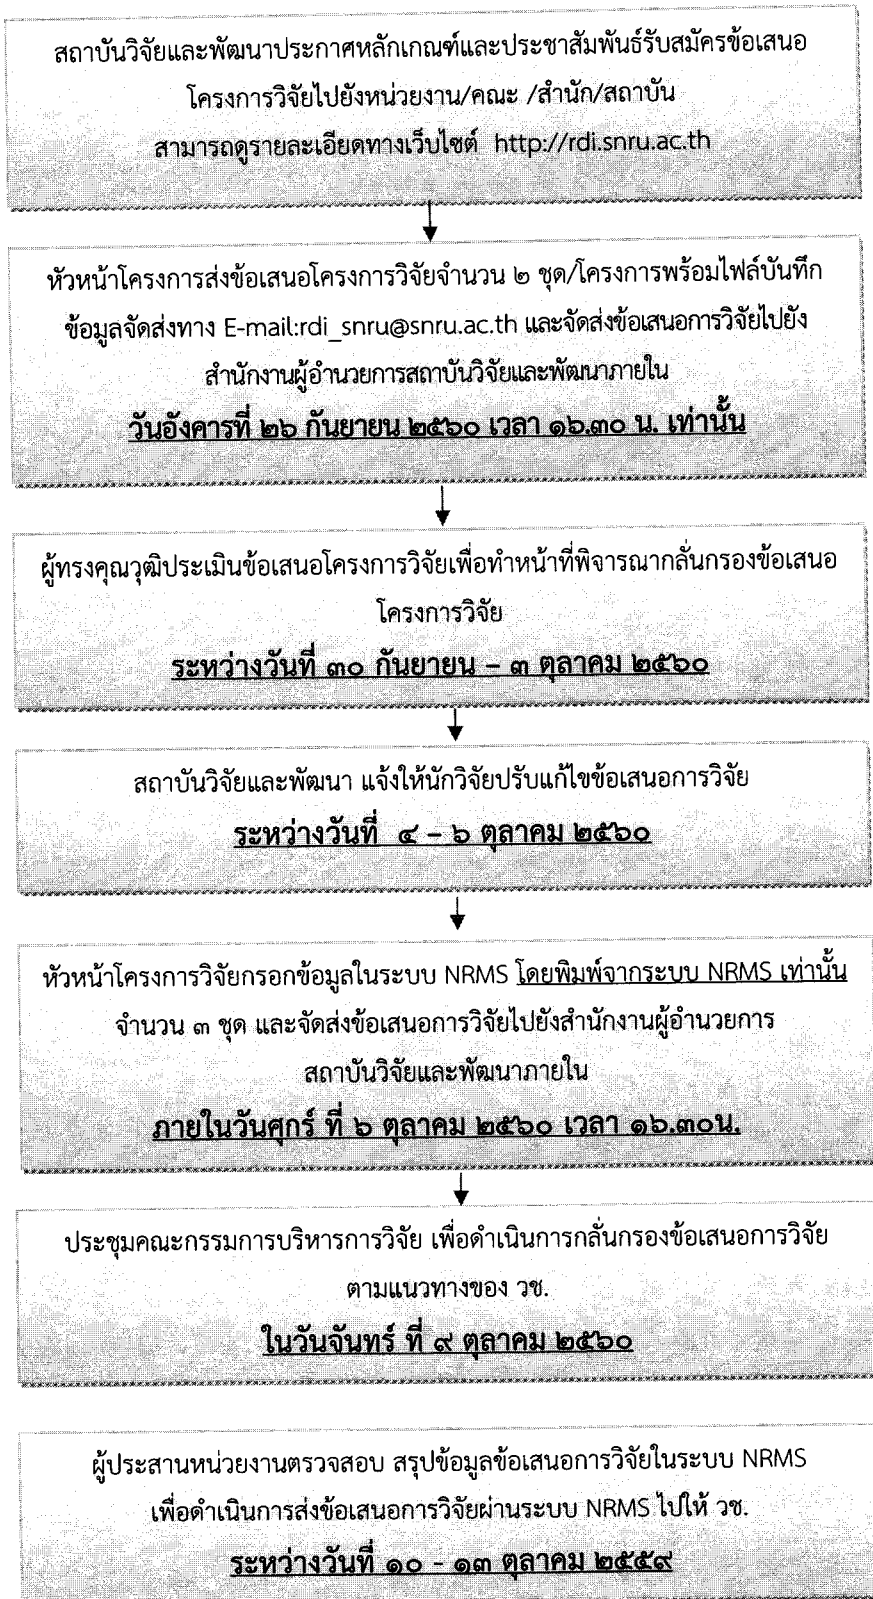 สถาบันวิจัยและพัฒนาประกาศหลักเกณฑ์และประชาสัมพันธ์รับสมัครข้อเสนอ
โครงการวิจัยไปยังหน่วยงาน/คณะ /สำนัก/สถาบัน
สามารถดูรายละเอียดทางเว็บไซต์ http://rdi.snru.ac.th
หัวหน้าโครงการส่งข้อเสนอโครงการวิจัยจำนวน ๒ ชุด/โครงการพร้อมไฟล์บันทึก
ข้อมูลจัดส่งทาง E-mail:rdi_snru@snru.ac.th และจัดส่งข้อเสนอการวิจัยไปยัง
สำนักงานผู้อำนวยการสถาบันวิจัยและพัฒนาภายใน
วันอังคารที่ ๒๖ กันยายน ๒๕๖๐ เวลา ๑๖.๓๐ น. เท่านั้น
ผู้ทรงคุณวุฒิประเมินข้อเสนอโครงการวิจัยเพื่อทำหน้าที่พิจารณากลั่นกรองข้อเสนอ
โครงการวิจัย
ระหว่างวันที่ ๓๐ กันยายน – ๓ ตุลาคม ๒๕๖๐
สถาบันวิจัยและพัฒนา แจ้งให้นักวิจัยปรับแก้ไขข้อเสนอการวิจัย
ระหว่างวันที่ ๔ – ๖ ตุลาคม ๒๕๖๐
หัวหน้าโครงการวิจัยกรอกข้อมูลในระบบ NRMS โดยพิมพ์จากระบบ NRMS เท่านั้น
จำนวน ๓ ชุด และจัดส่งข้อเสนอการวิจัยไปยังสำนักงานผู้อำนวยการ
สถาบันวิจัยและพัฒนาภายใน
ภายในวันศุกร์ ที่ ๖ ตุลาคม ๒๕๖๐ เวลา ๑๖.๓๐น.
ประชุมคณะกรรมการบริหารการวิจัย เพื่อดำเนินการกลั่นกรองข้อเสนอการวิจัย
ตามแนวทางของ วช.
ในวันจันทร์ ที่ ๙ ตุลาคม ๒๕๖๐
ผู้ประสานหน่วยงานตรวจสอบ สรุปข้อมูลข้อเสนอการวิจัยในระบบ NRMS
เพื่อดำเนินการส่งข้อเสนอการวิจัยผ่านระบบ NRMS ไปให้ วช.
ระหว่างวันที่ ๑๐ - ๑๓ ตุลาคม ๒๕๕๙